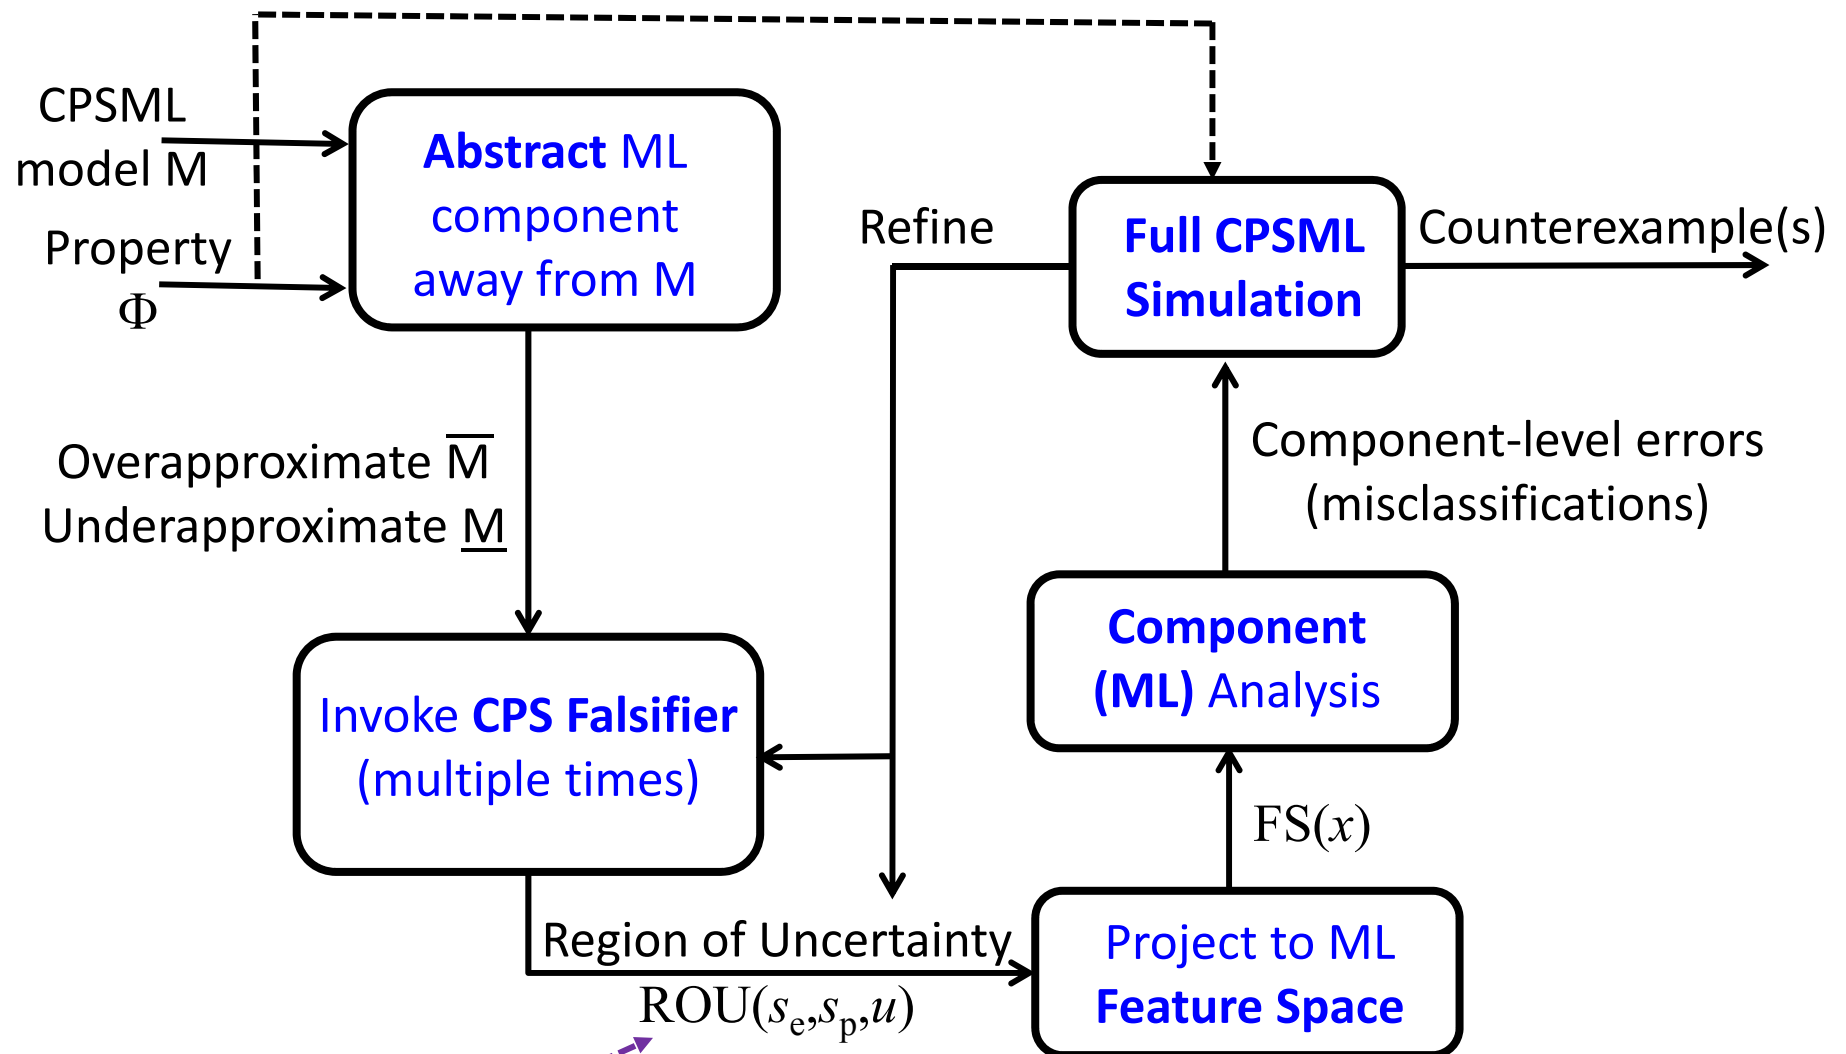 CPSML
model M
Property
Φ
Abstract ML
component
away from M
Refine
Full CPSML
Simulation
Counterexample(s)
Overapproximate M̅
Underapproximate M̲
Component-level errors
(misclassifications)
Invoke CPS Falsifier
(multiple times)
Component
(ML) Analysis
FS(x)
Region of Uncertainty
ROU(sₑ,sₚ,u)
Project to ML
Feature Space